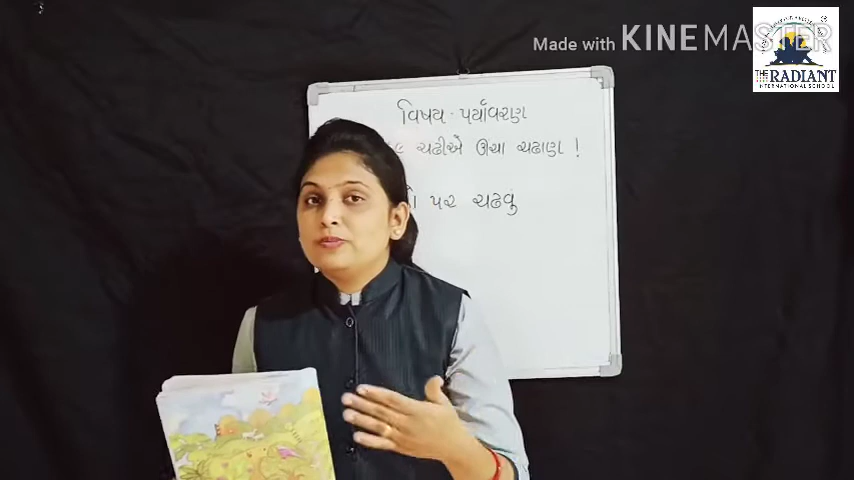 Made with KINEMASTER
THE RADIANT
INTERNATIONAL SCHOOL
વિષય - પર્યાવરણ
ચઢીએ ઊંચા ચઢાણ !
પર ચઢવું